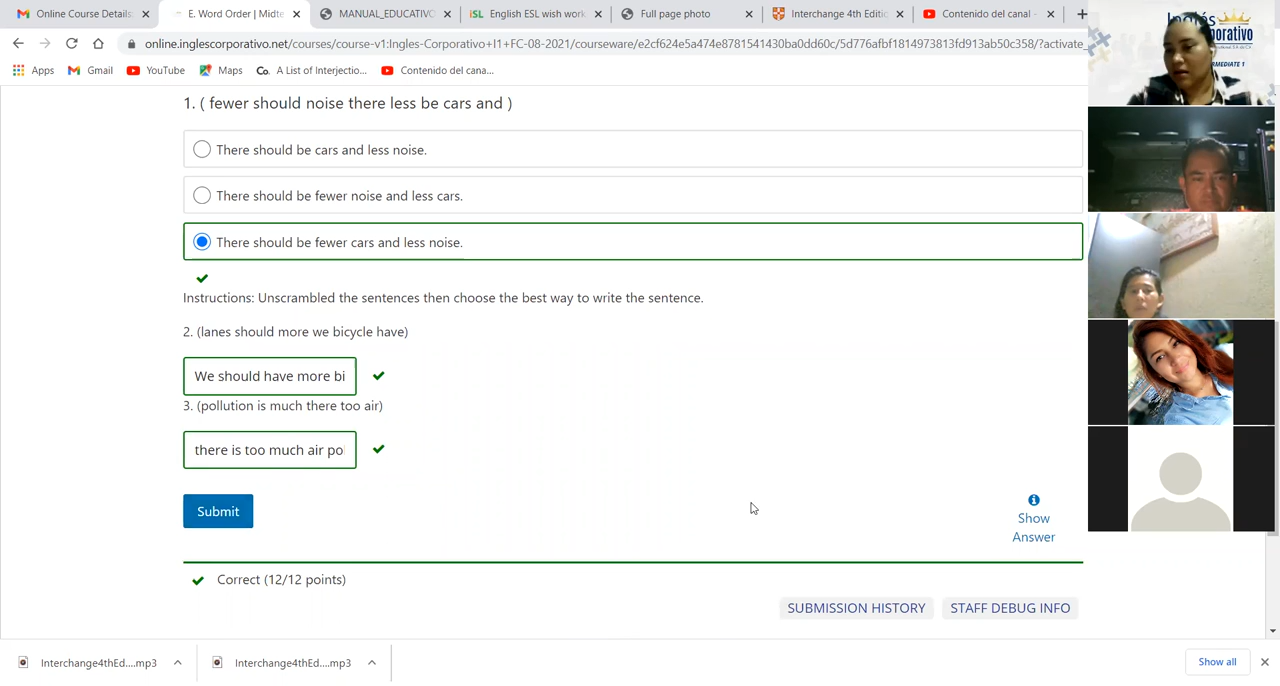 Online Course Details:
E. Word Order | Midte
MANUAL_EDUCATIVO
English ESL wish work
Full page photo
Interchange 4th Editio
Contenido del canal -
online.inglescorporativo.net/courses/course-v1:Ingles-Corporativo+I1+TC-08-2021/courseware/e2cf624e5a474e8781541430ba0dd60c/5d776afbf1814973813fd913ab50c358/?activate_
Apps
Gmail
YouTube
Maps
A List of Interjectio...
Contenido del cana...
1. ( fewer should noise there less be cars and )
There should be cars and less noise.
There should be fewer noise and less cars.
There should be fewer cars and less noise.
Instructions: Unscrambled the sentences then choose the best way to write the sentence.
2. (lanes should more we bicycle have)
We should have more bi
3. (pollution is much there too air)
there is too much air po
Submit
Show
Answer
Correct (12/12 points)
SUBMISSION HISTORY
STAFF DEBUG INFO
Interchange4thEd....mp3
Interchange4thEd....mp3
Show all
Inglés